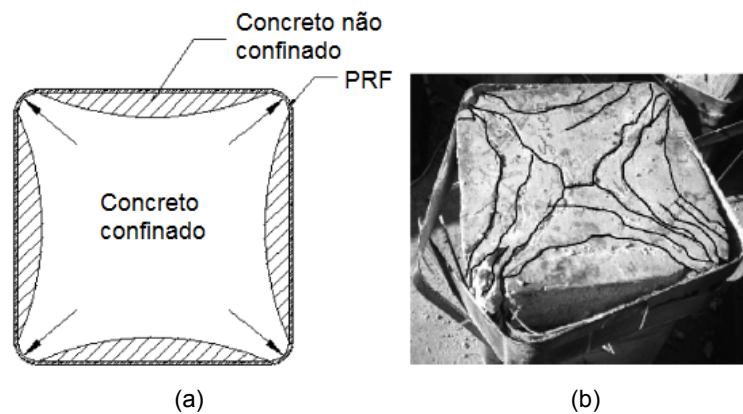 Concreto não
confinado
PRF
Concreto
confinado
(a)
(b)